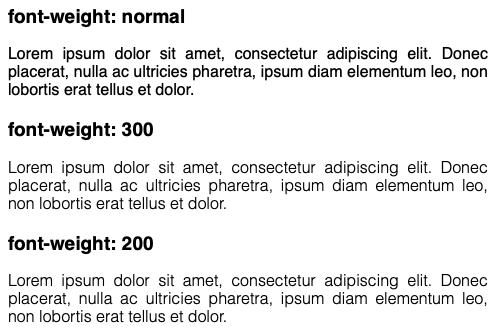 font-weight: normal
Lorem ipsum dolor sit amet, consectetur adipiscing elit. Donec
placerat, nulla ac ultricies pharetra, ipsum diam elementum leo, non
lobortis erat tellus et dolor.
font-weight: 300
Lorem ipsum dolor sit amet, consectetur adipiscing elit. Donec
placerat, nulla ac ultricies pharetra, ipsum diam elementum leo,
non lobortis erat tellus et dolor.
font-weight: 200
Lorem ipsum dolor sit amet, consectetur adipiscing elit. Donec
placerat, nulla ac ultricies pharetra, ipsum diam elementum leo,
non lobortis erat tellus et dolor.